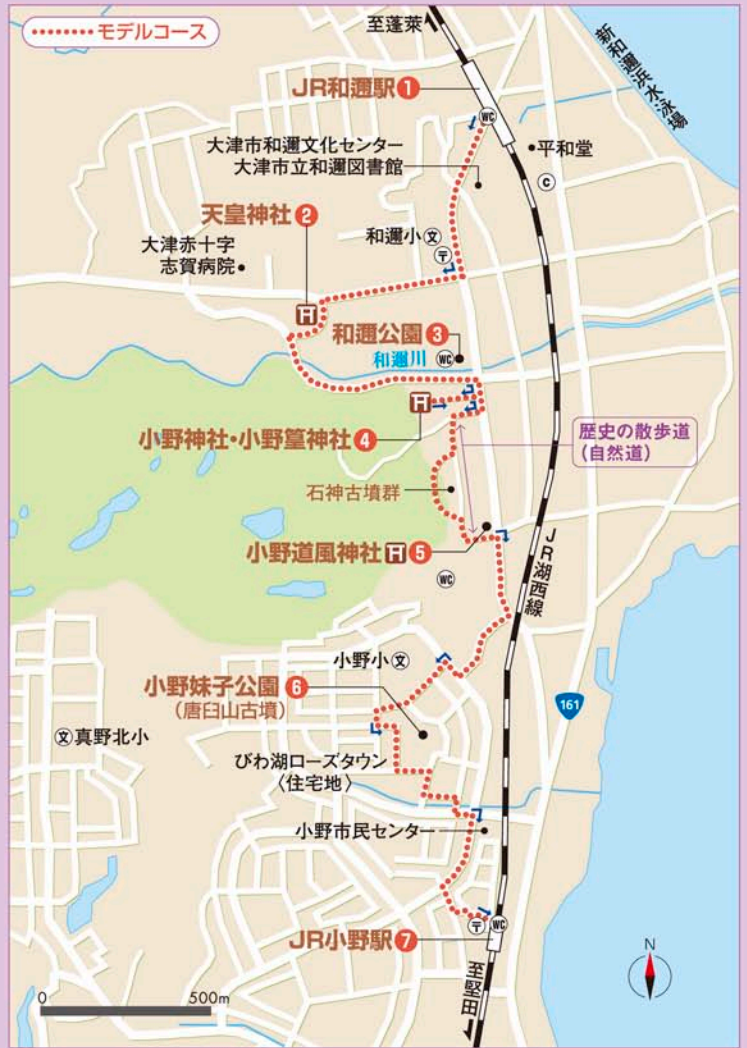 モデルコース
至蓬萊
新和邇浜水泳場
JR和邇駅 1
WC
大津市和邇文化センター
大津市立和邇図書館
平和堂
C
天皇神社 2
和邇小 文
〒
大津赤十字
志賀病院
和邇公園 3
和邇川
WC
小野神社・小野篁神社 4
歴史の散歩道
(自然道)
石神古墳群
小野道風神社 5
WC
JR湖西線
小野小 文
小野妹子公園 6
(唐臼山古墳)
161
文 真野北小
びわ湖ローズタウン
〈住宅地〉
小野市民センター
〒
WC
JR小野駅 7
N
0 500m
至堅田